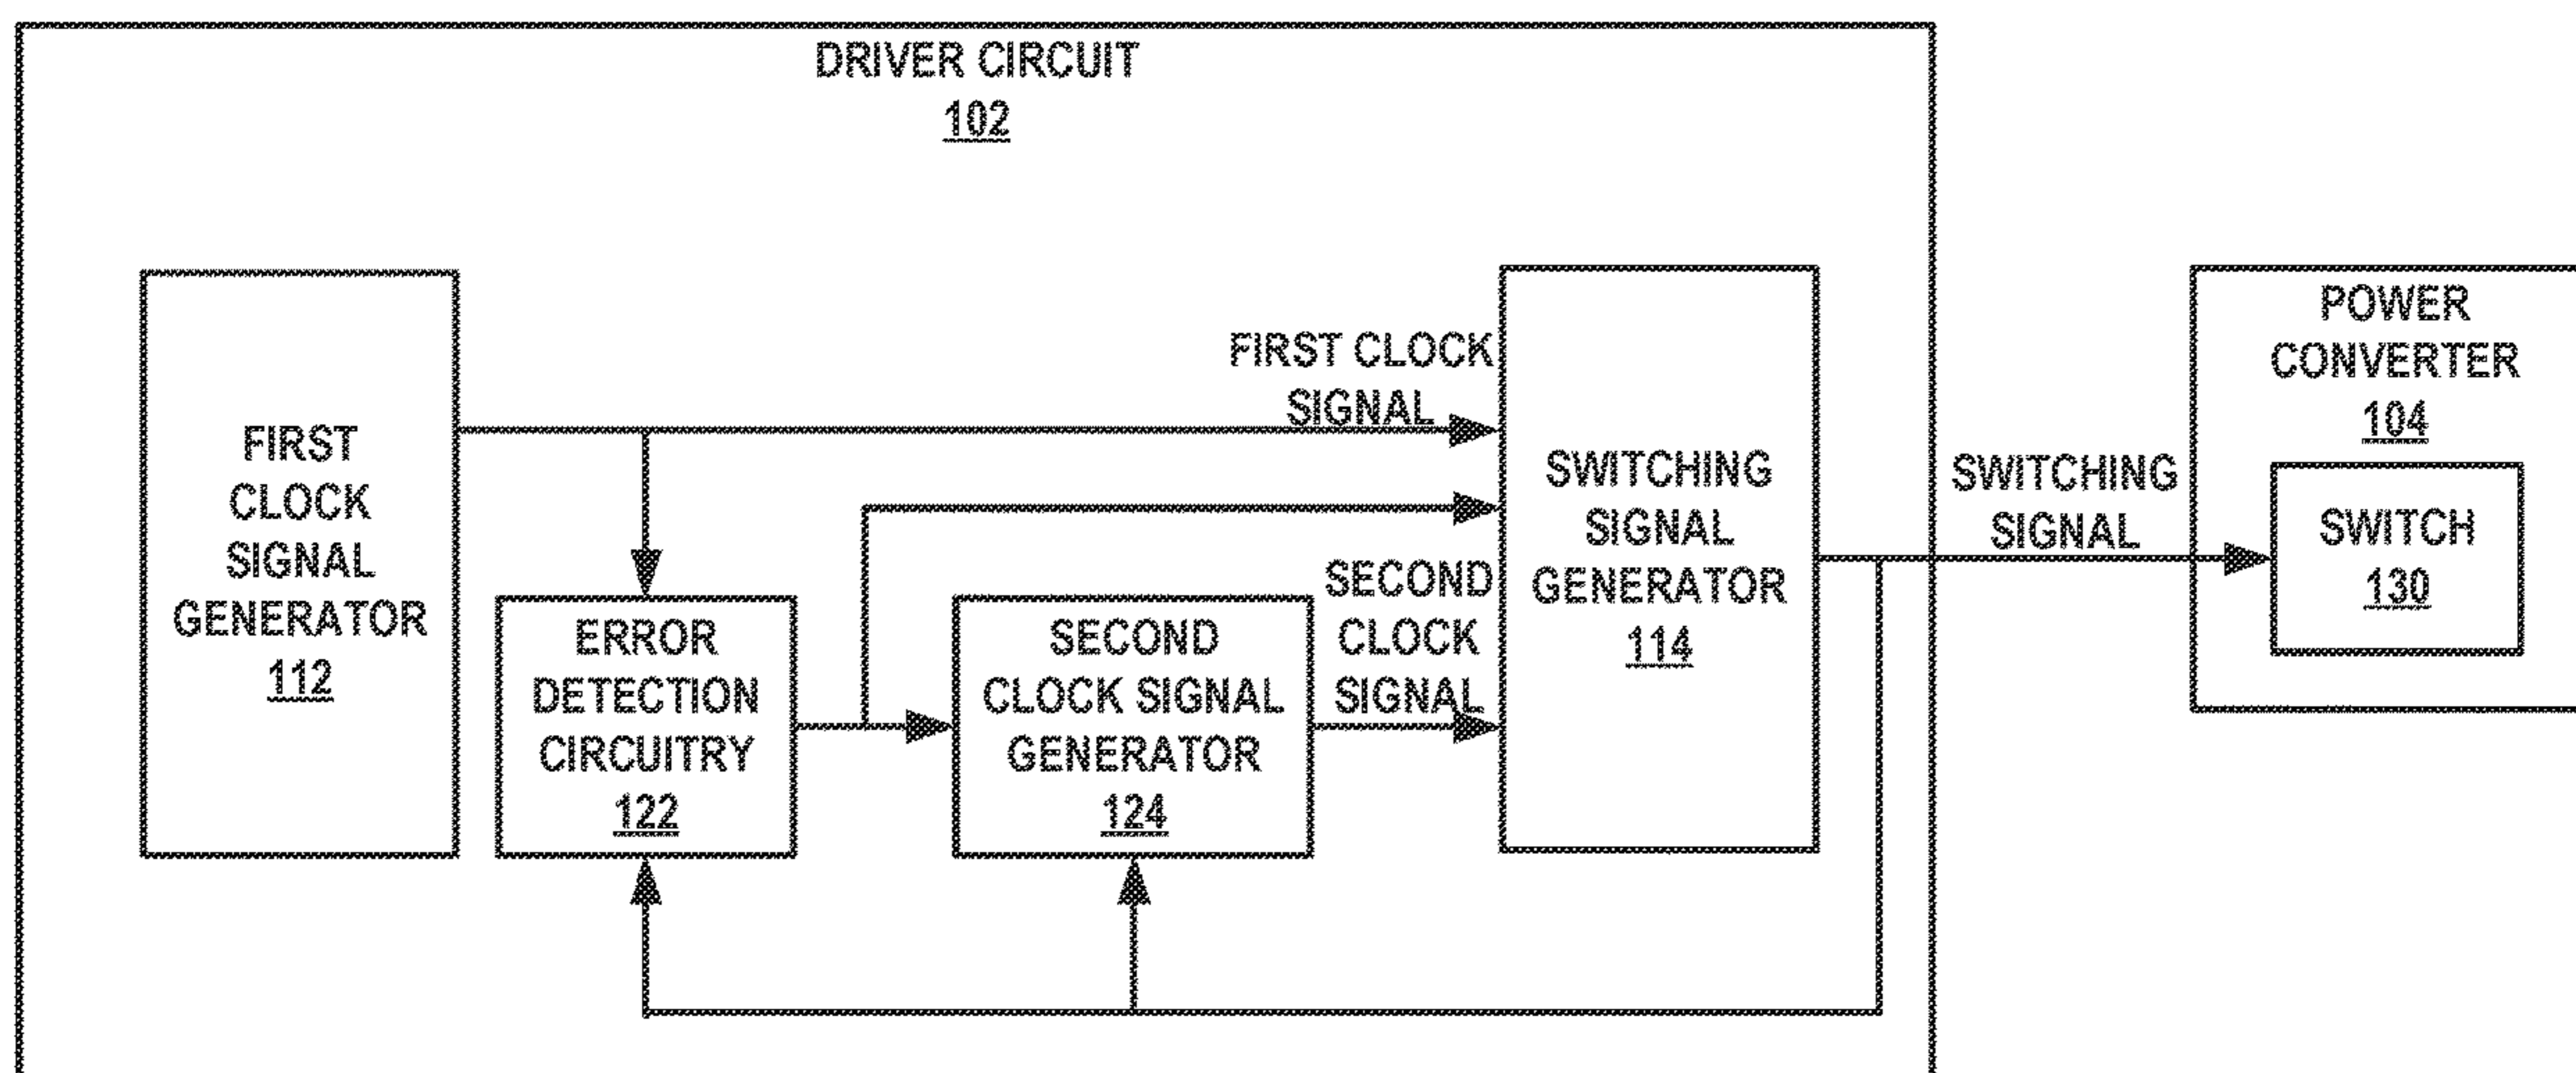 DRIVER CIRCUIT
102
FIRST
CLOCK
SIGNAL
GENERATOR
112
ERROR
DETECTION
CIRCUITRY
122
SECOND
CLOCK SIGNAL
GENERATOR
124
FIRST CLOCK
SIGNAL
SECOND
CLOCK
SIGNAL
SWITCHING
SIGNAL
GENERATOR
114
SWITCHING
SIGNAL
POWER
CONVERTER
104
SWITCH
130